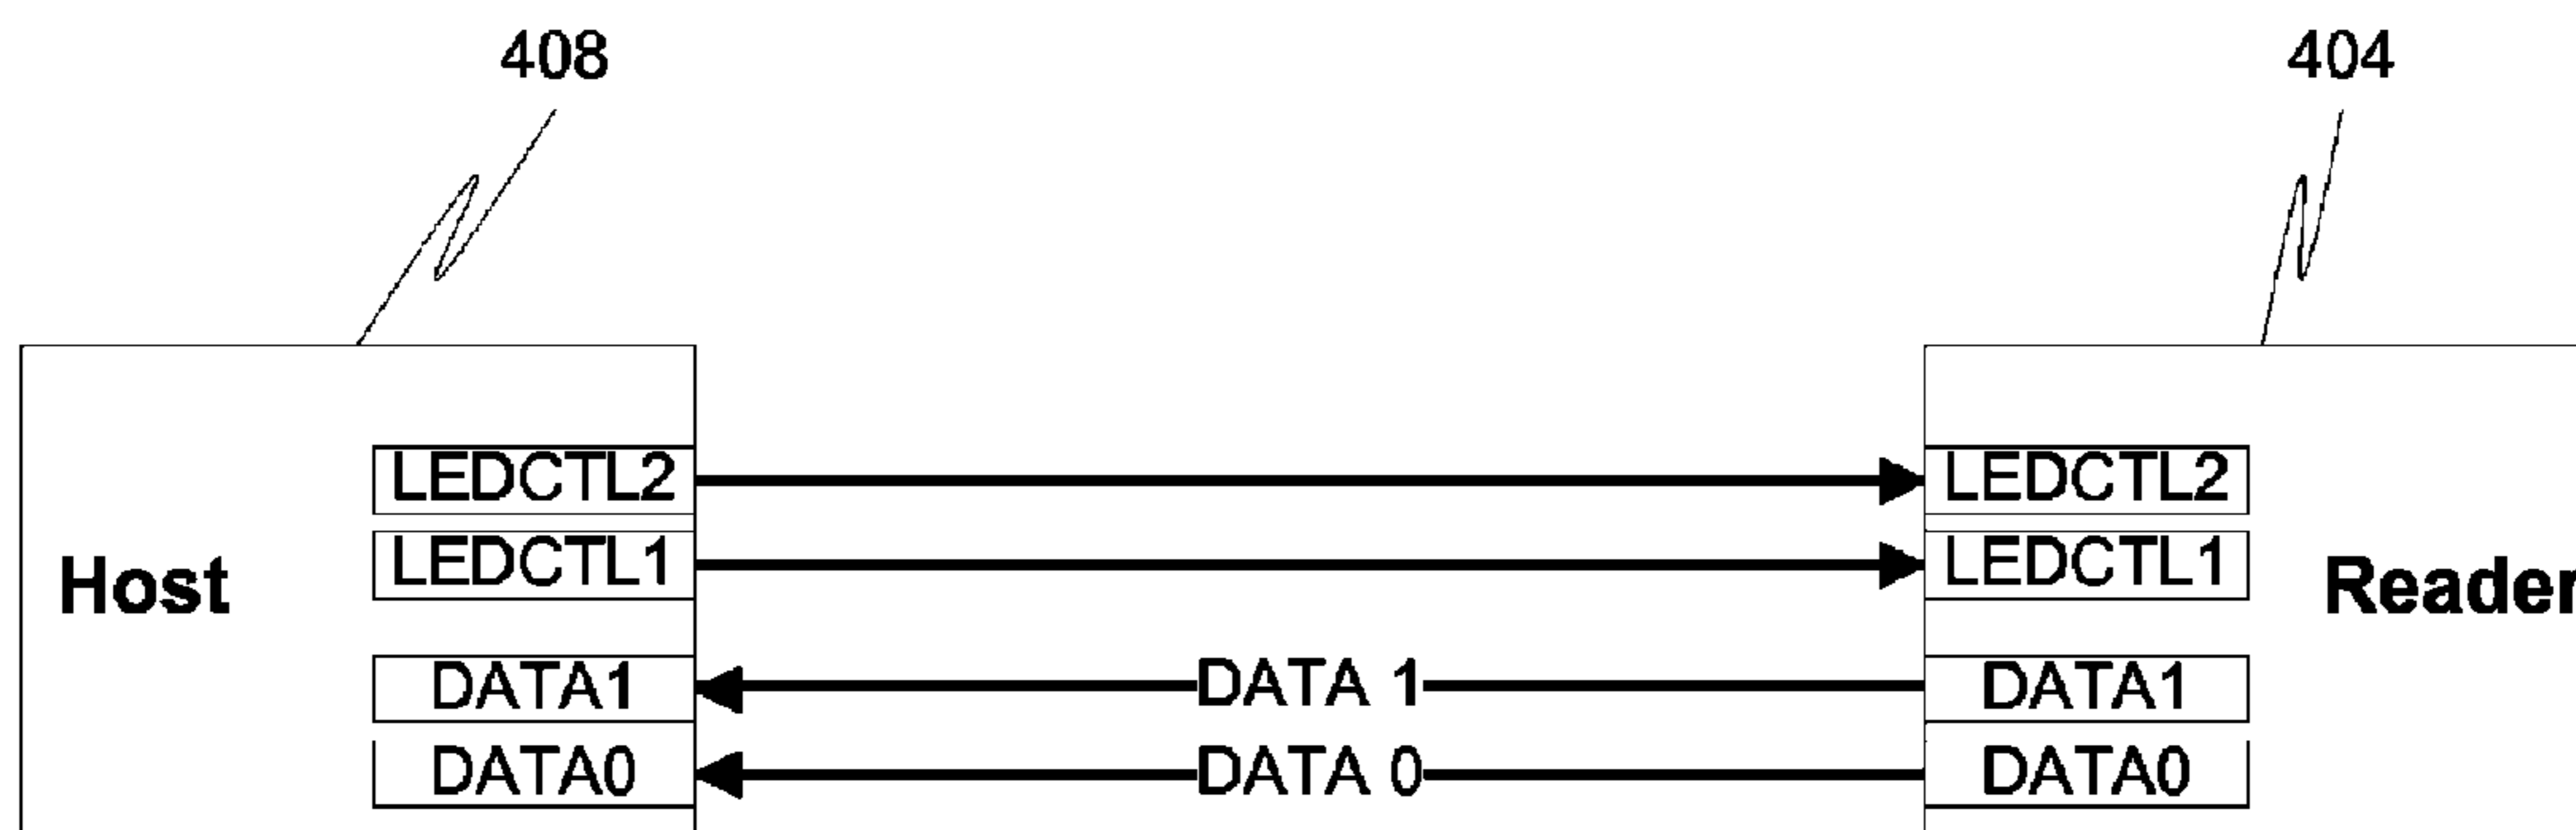 408 404
LEDCTL2 LEDCTL2
Host LEDCTL1 LEDCTL1 Reader
DATA1 DATA 1 DATA1
DATA0 DATA 0 DATA0